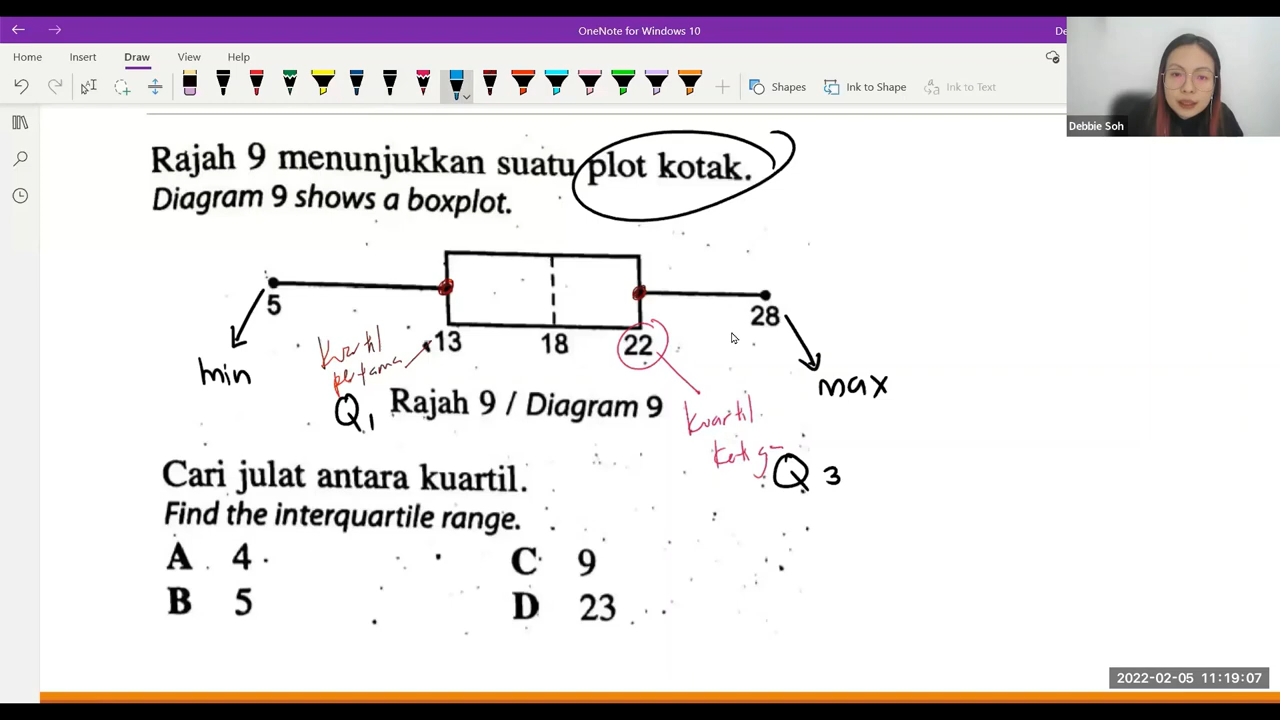 OneNote for Windows 10
De
Home Insert Draw View Help
Shapes Ink to Shape Ink to Text
Debbie Soh
Rajah 9 menunjukkan suatu plot kotak.
Diagram 9 shows a boxplot.
5 28
13 18 22
min
kuartil
pertama
Q1
max
Rajah 9 / Diagram 9
kuartil
Q3
Cari julat antara kuartil.
Find the interquartile range.
A 4 C 9
B 5 D 23
2022-02-05 11:19:07